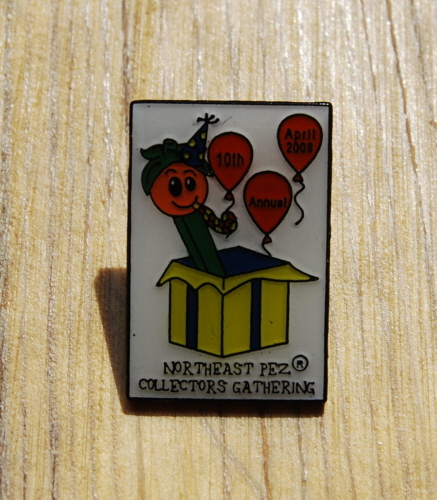 10th
Annual
April
2008
NORTHEAST PEZ®
COLLECTORS GATHERING